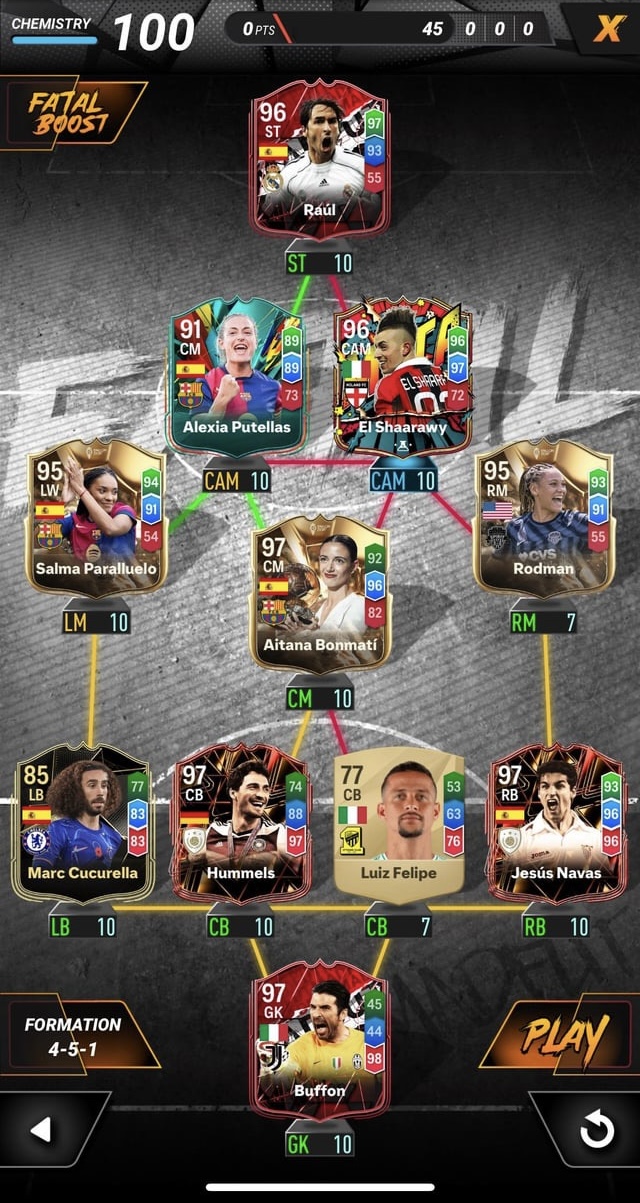 CHEMISTRY 100
0 PTS 45 0 0 0
X
FATAL
BOOST
96
ST
97
93
55
Raúl
ST 10
91
CM
89
89
73
Alexia Putellas
CAM 10
96
CAM
96
97
72
EL SHAARAWY
El Shaarawy
CAM 10
95
LW
94
91
54
Salma Paralluelo
LM 10
97
CM
92
96
82
Aitana Bonmatí
CM 10
95
RM
93
91
55
CVS
Rodman
RM 7
85
LB
77
83
83
Marc Cucurella
LB 10
97
CB
74
88
97
Hummels
CB 10
77
CB
53
63
76
Luiz Felipe
CB 7
97
RB
93
96
96
Joma
Jesús Navas
RB 10
97
GK
45
44
98
Buffon
GK 10
FORMATION
4-5-1
PLAY